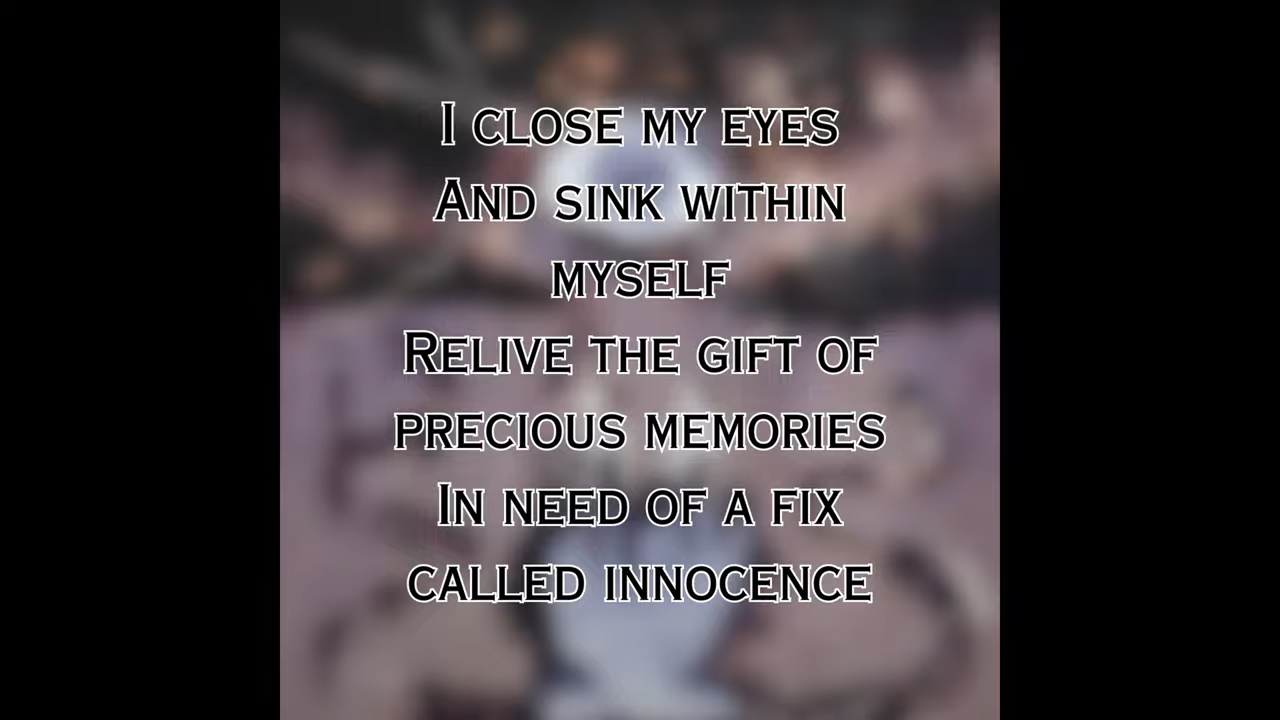 I CLOSE MY EYES
AND SINK WITHIN
MYSELF
RELIVE THE GIFT OF
PRECIOUS MEMORIES
IN NEED OF A FIX
CALLED INNOCENCE